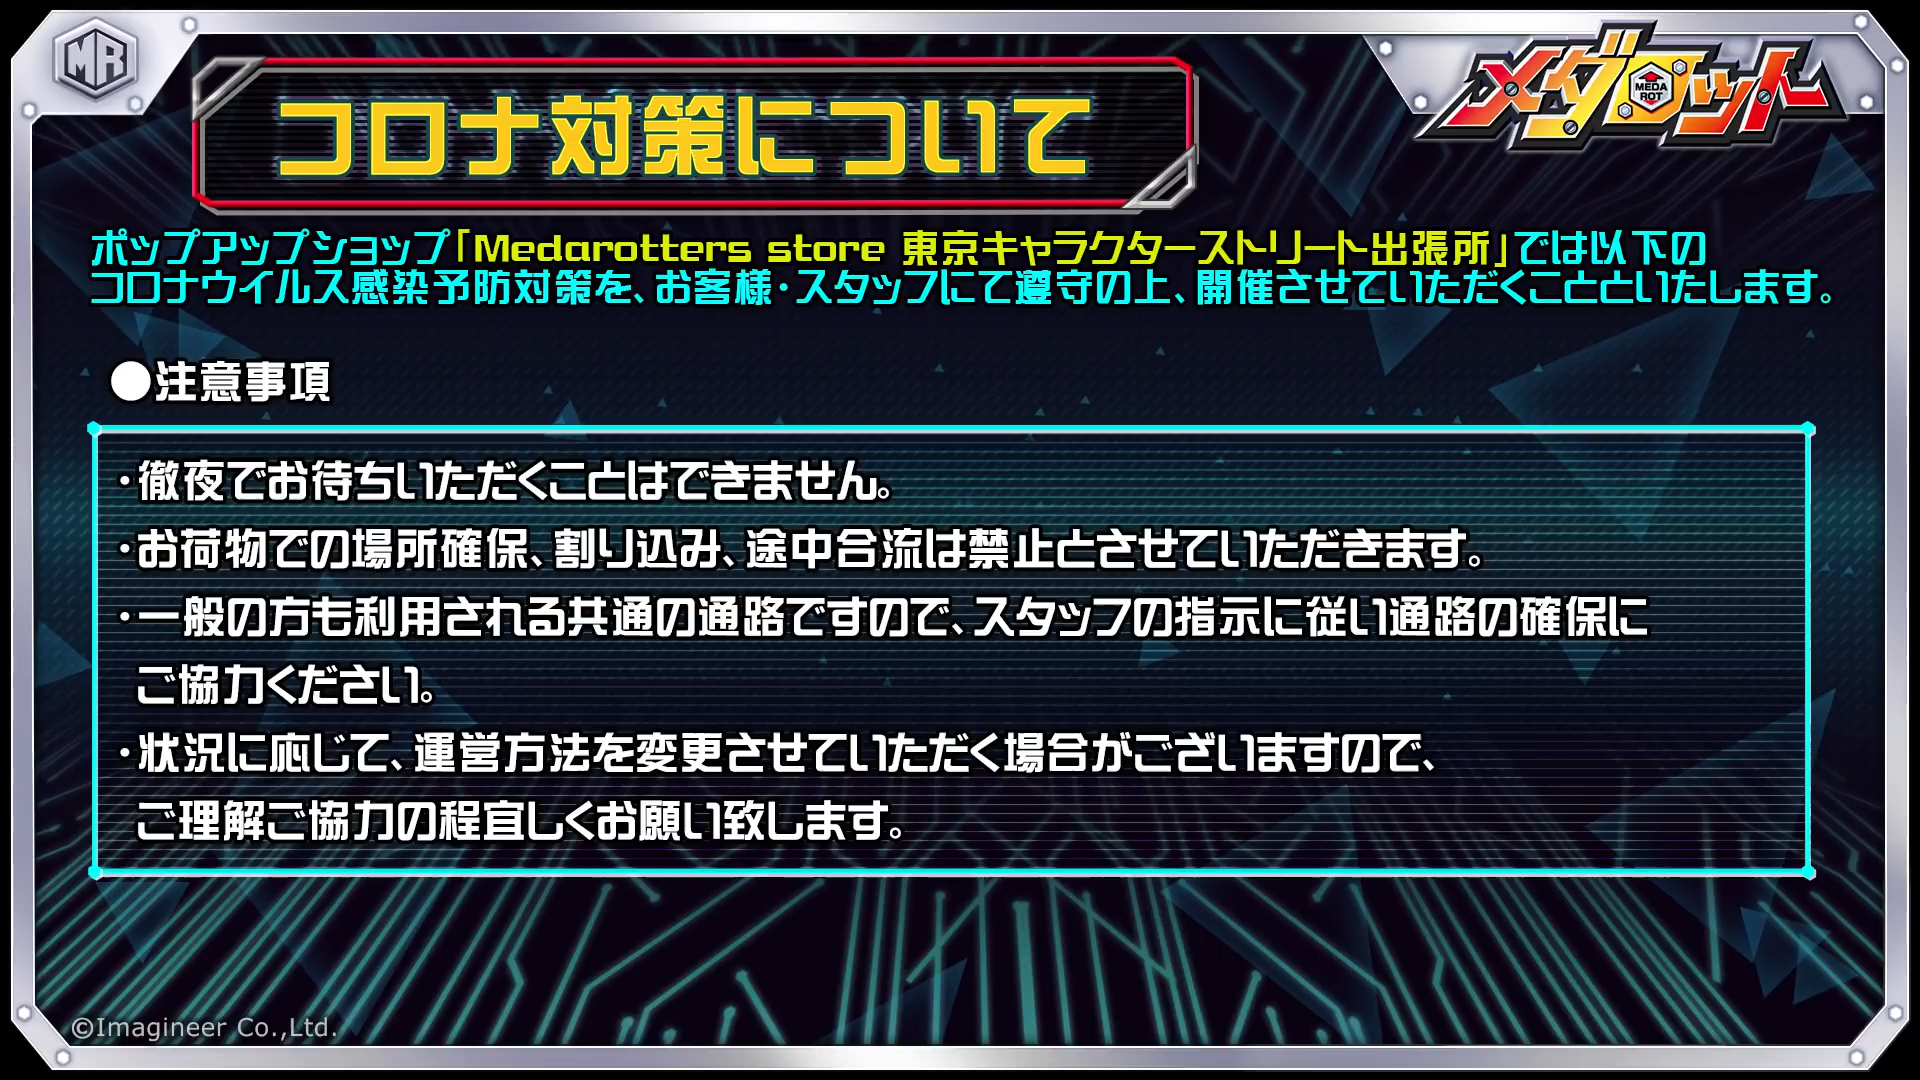 MR
コロナ対策について
メダロット
MEDA
ROT
ポップアップショップ「Medarotters store 東京キャラクターストリート出張所」では以下の
コロナウイルス感染予防対策を、お客様・スタッフにて遵守の上、開催させていただくことといたします。
●注意事項
・徹夜でお待ちいただくことはできません。
・お荷物での場所確保、割り込み、途中合流は禁止とさせていただきます。
・一般の方も利用される共通の通路ですので、スタッフの指示に従い通路の確保に
ご協力ください。
・状況に応じて、運営方法を変更させていただく場合がございますので、
ご理解ご協力の程宜しくお願い致します。
©Imagineer Co.,Ltd.